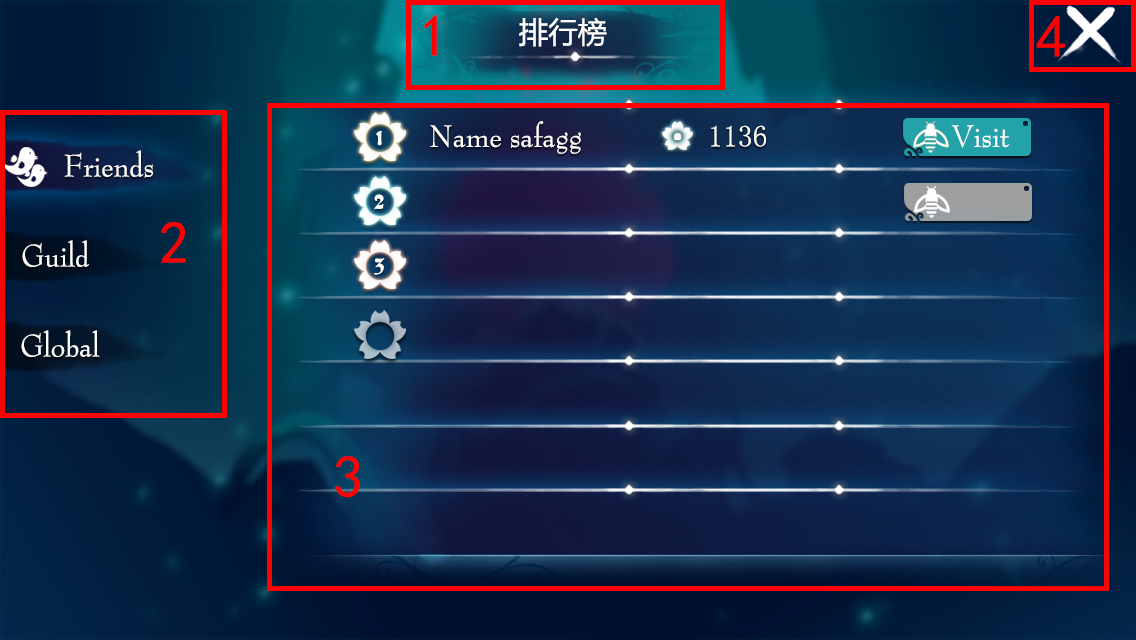 1 排行榜
4
Friends
Guild
2
Global
1 Name safagg 1136 Visit
2
3
3